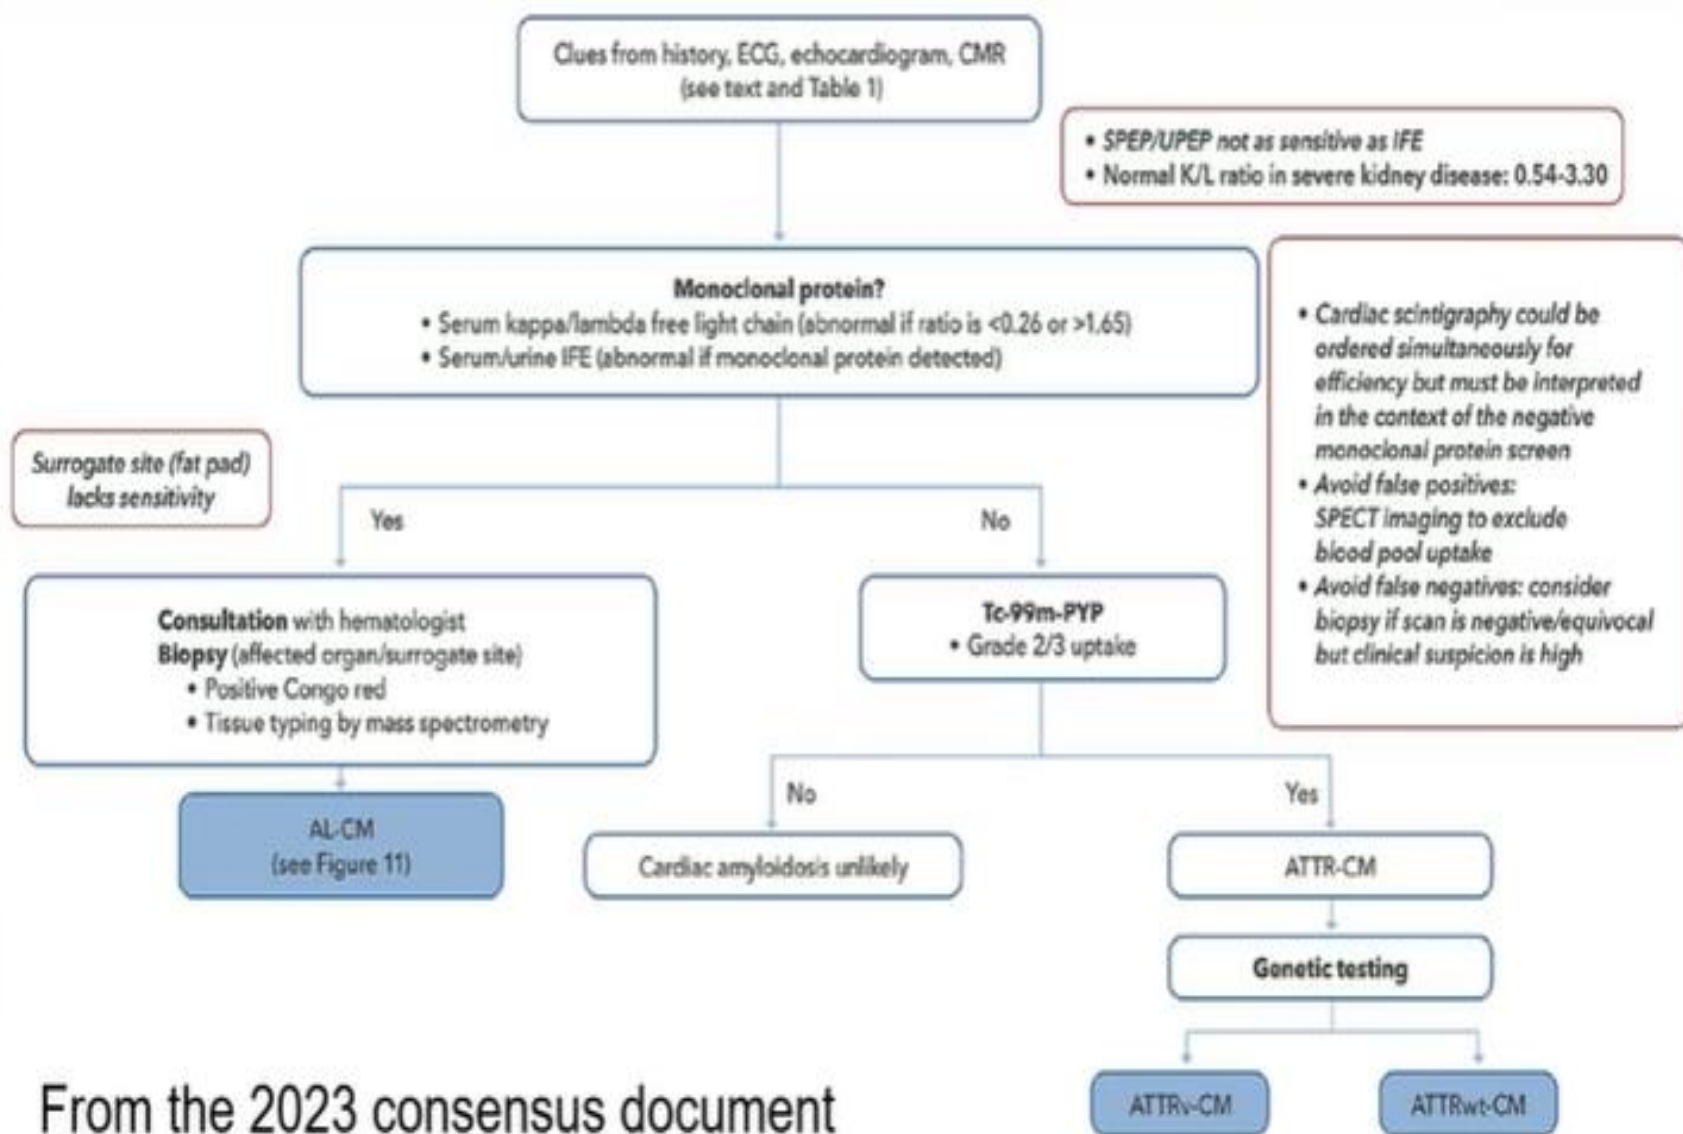 Clues from history, ECG, echocardiogram, CMR
(see text and Table 1)
• SPEP/UPEP not as sensitive as IFE
• Normal K/L ratio in severe kidney disease: 0.54-3.30
Monoclonal protein?
• Serum kappa/lambda free light chain (abnormal if ratio is <0.26 or >1.65)
• Serum/urine IFE (abnormal if monoclonal protein detected)
• Cardiac scintigraphy could be
ordered simultaneously for
efficiency but must be interpreted
in the context of the negative
monoclonal protein screen
• Avoid false positives:
SPECT imaging to exclude
blood pool uptake
• Avoid false negatives: consider
biopsy if scan is negative/equivocal
but clinical suspicion is high
Surrogate site (fat pad)
lacks sensitivity
Yes
No
Consultation with hematologist
Biopsy (affected organ/surrogate site)
• Positive Congo red
• Tissue typing by mass spectrometry
Tc-99m-PYP
• Grade 2/3 uptake
AL-CM
(see Figure 11)
No
Yes
Cardiac amyloidosis unlikely
ATTR-CM
Genetic testing
ATTRv-CM
ATTRwt-CM
From the 2023 consensus document